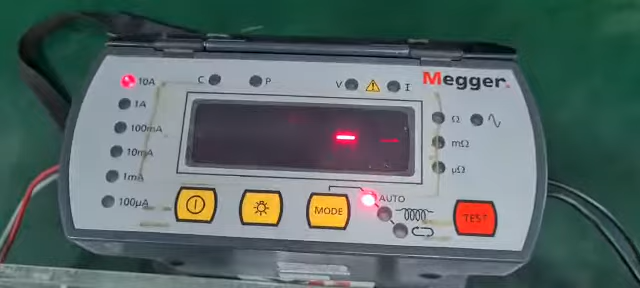 Megger.
10A
C
P
V
I
1A
Ω
100mA
mΩ
10mA
μΩ
1mA
100μA
MODE
AUTO
TEST